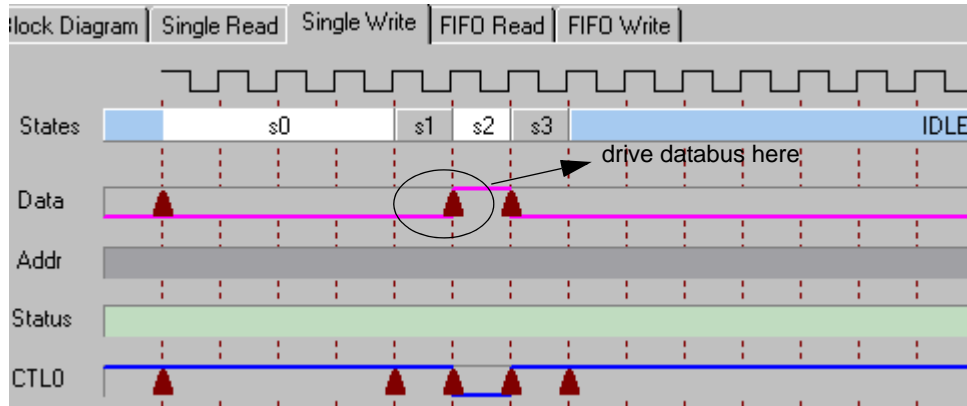 lock Diagram Single Read Single Write FIFO Read FIFO Write
States s0 s1 s2 s3 IDLE
drive databus here
Data
Addr
Status
CTL0